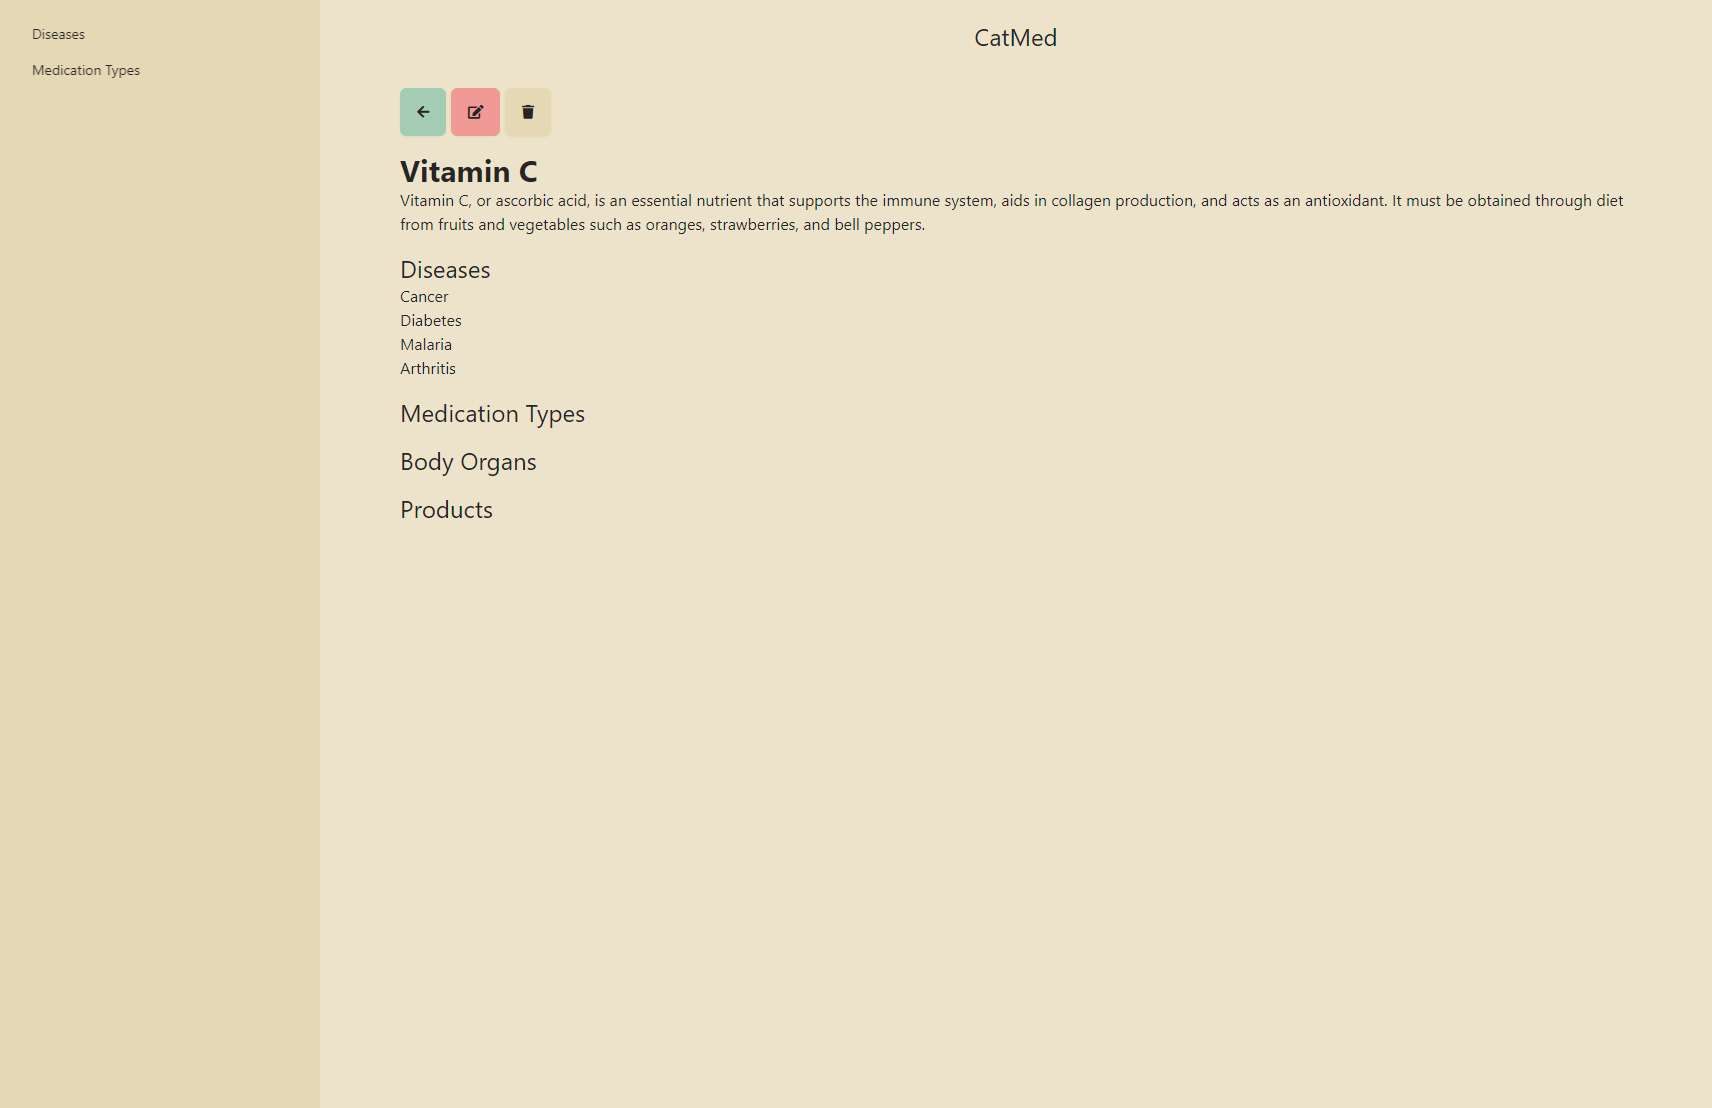 Diseases
Medication Types
CatMed
Vitamin C
Vitamin C, or ascorbic acid, is an essential nutrient that supports the immune system, aids in collagen production, and acts as an antioxidant. It must be obtained through diet
from fruits and vegetables such as oranges, strawberries, and bell peppers.
Diseases
Cancer
Diabetes
Malaria
Arthritis
Medication Types
Body Organs
Products